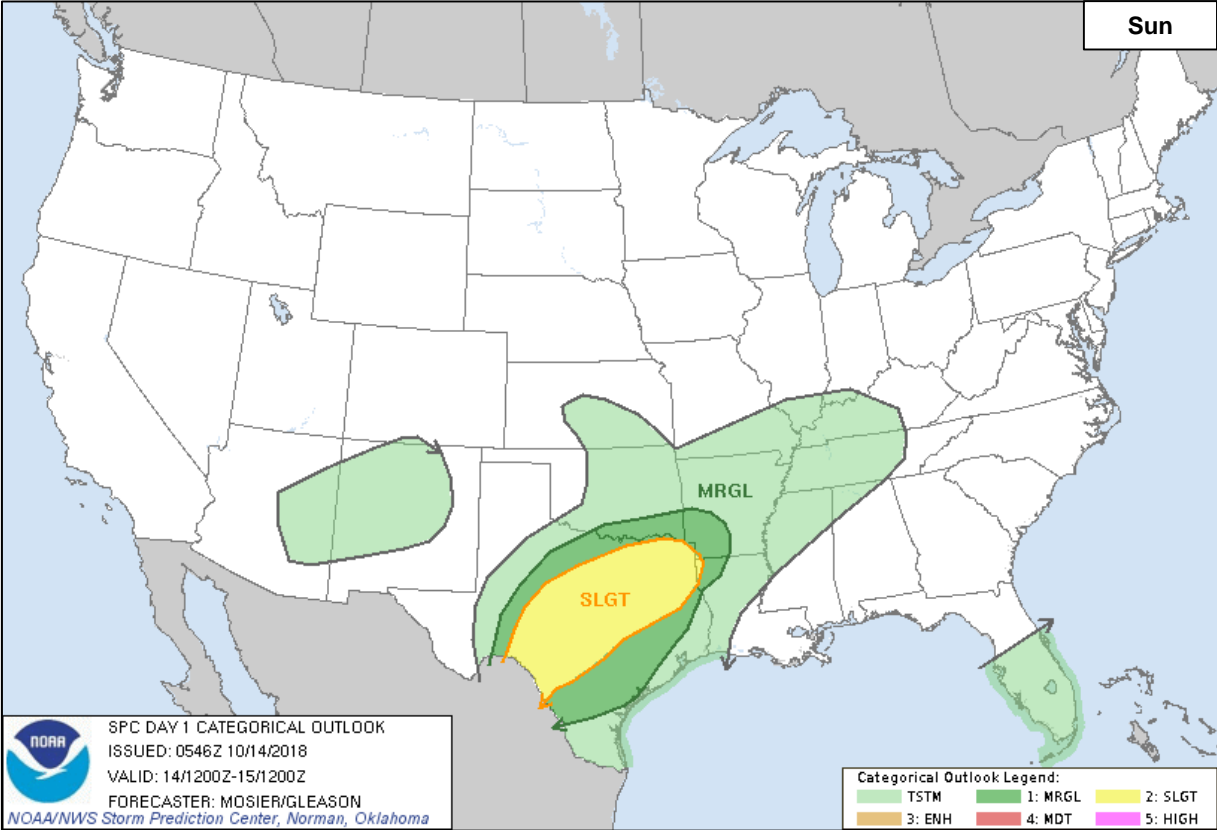 Sun
MRGL
SLGT
NOAA
SPC DAY 1 CATEGORICAL OUTLOOK
ISSUED: 0546Z 10/14/2018
VALID: 14/1200Z-15/1200Z
FORECASTER: MOSIER/GLEASON
NOAA/NWS Storm Prediction Center, Norman, Oklahoma
Categorical Outlook Legend:
TSTM 1: MRGL 2: SLGT
3: ENH 4: MDT 5: HIGH